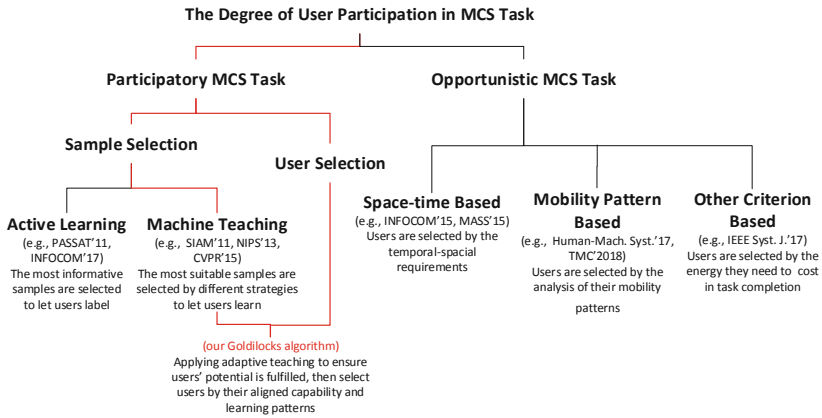 The Degree of User Participation in MCS Task
Participatory MCS Task
Opportunistic MCS Task
Sample Selection
User Selection
Active Learning
(e.g., PASSAT'11,
INFOCOM'17)
The most informative
samples are selected
to let users label
Machine Teaching
(e.g., SIAM'11, NIPS'13,
CVPR'15)
The most suitable samples are
selected by different strategies
to let users learn
Space-time Based
(e.g., INFOCOM'15, MASS'15)
Users are selected by the
temporal-spacial
requirements
Mobility Pattern
Based
(e.g., Human-Mach. Syst.'17,
TMC'2018)
Users are selected by the
analysis of their mobility
patterns
Other Criterion
Based
(e.g., IEEE Syst. J.'17)
Users are selected by the
energy they need to cost
in task completion
(our Goldilocks algorithm)
Applying adaptive teaching to ensure
users' potential is fulfilled, then select
users by their aligned capability and
learning patterns